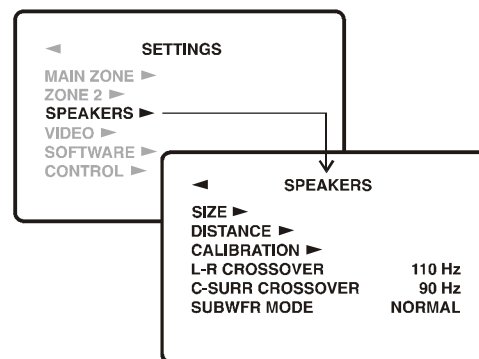 ◄ SETTINGS
MAIN ZONE ►
ZONE 2 ►
SPEAKERS ►
VIDEO ►
SOFTWARE ►
CONTROL ►
◄ SPEAKERS
SIZE ►
DISTANCE ►
CALIBRATION ►
L-R CROSSOVER 110 Hz
C-SURR CROSSOVER 90 Hz
SUBWFR MODE NORMAL